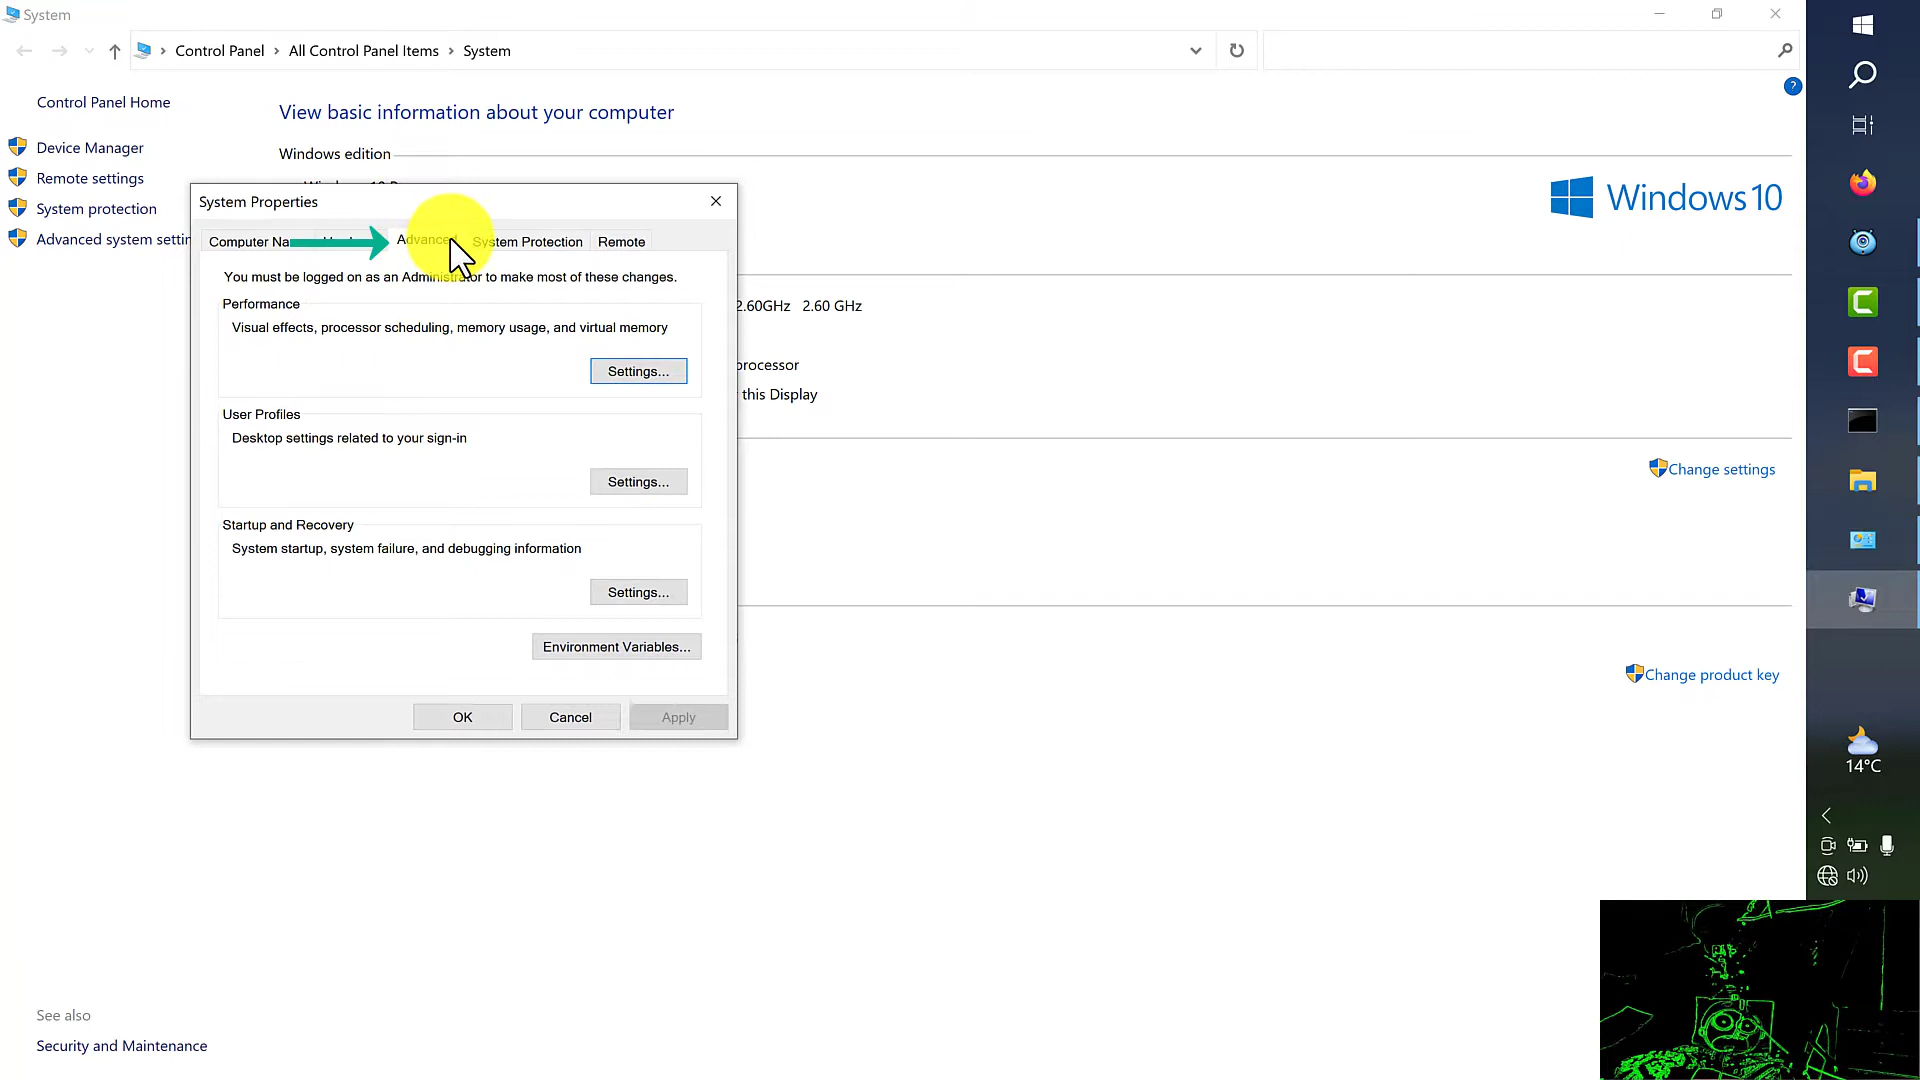 System
Control Panel > All Control Panel Items > System
Control Panel Home
Device Manager
Remote settings
System protection
Advanced system settin
View basic information about your computer
Windows edition
Windows 10
System Properties
Computer Na
Advanced
System Protection
Remote
You must be logged on as an Administrator to make most of these changes.
Performance
Visual effects, processor scheduling, memory usage, and virtual memory
Settings...
User Profiles
Desktop settings related to your sign-in
Settings...
Startup and Recovery
System startup, system failure, and debugging information
Settings...
Environment Variables...
OK
Cancel
Apply
2.60GHz 2.60 GHz
processor
this Display
Change settings
Change product key
14°C
See also
Security and Maintenance